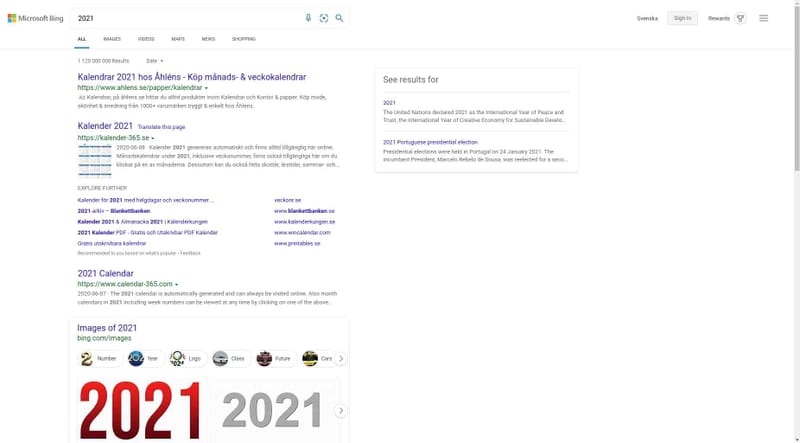 Microsoft Bing
2021
Svenska
Sign in
Rewards
ALL IMAGES VIDEOS MAPS NEWS SHOPPING
1 120 000 000 Results Date
Kalendrar 2021 hos Åhléns - Köp månads- & veckokalendrar
https://www.ahlens.se/papper/kalendrar
Ad Kalendrar, på åhlens.se hittar du alltid produkter inom Kalendrar och Kontor & papper. Köp mode,
skönhet & inredning från 1000+ varumärken tryggt & enkelt hos Åhléns.
Kalender 2021 Translate this page
https://kalender-365.se
2020-06-08 · Kalender 2021 genereras automatiskt och finns alltid tillgänglig här online.
Månadskalendrar under 2021, inklusive veckonummer, finns också tillgängliga här om du
klickar på en av månaderna. Dessutom kan du också hitta skottår, årstider, sommar- och...
EXPLORE FURTHER
Kalender för 2021 med helgdagar och veckonummer ... veckonr.se
2021-arkiv – Blankettbanken www.blankettbanken.se
Kalender 2021 & Almanacka 2021 | Kalenderkungen www.kalenderkungen.se
2021 Kalender PDF - Gratis och Utskrivbar PDF Kalendar www.wincalendar.com
Gratis utskrivbara kalendrar www.printables.se
Recommended to you based on what's popular • Feedback
2021 Calendar
https://www.calendar-365.com
2020-06-07 · The 2021 calendar is automatically generated and can always be visited online. Also month
calendars in 2021 including week numbers can be viewed at any time by clicking on one of the above...
Images of 2021
bing.com/images
Number Year Logo Class Future Cars
2021 2021
See results for
2021
The United Nations declared 2021 as the International Year of Peace and
Trust, the International Year of Creative Economy for Sustainable Develo...
2021 Portuguese presidential election
Presidential elections were held in Portugal on 24 January 2021. The
incumbent President, Marcelo Rebelo de Sousa, was reelected for a seco...